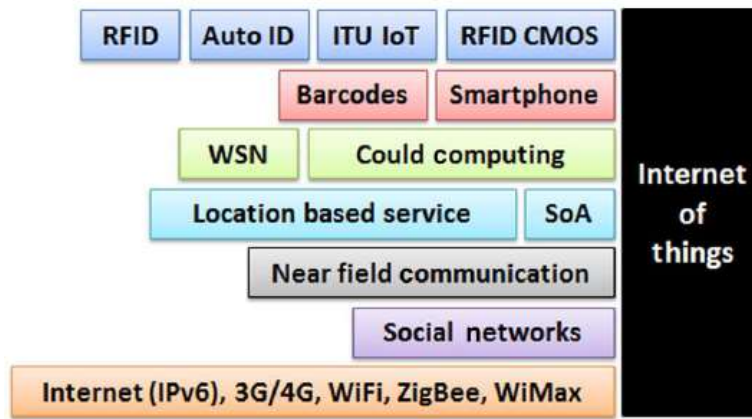 RFID Auto ID ITU IoT RFID CMOS
Barcodes Smartphone
WSN Could computing
Location based service SoA
Near field communication
Social networks
Internet (IPv6), 3G/4G, WiFi, ZigBee, WiMax
Internet
of
things